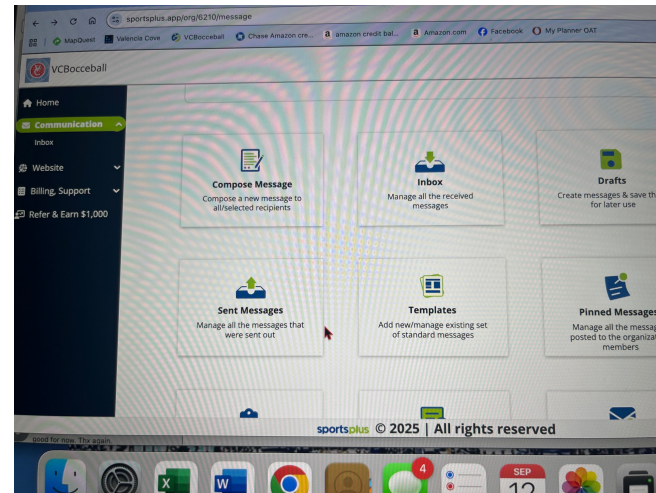 sportsplus.app/org/6210/message
MapQuest
Valencia Cove
VCBocceball
Chase Amazon cre...
amazon credit bal...
Amazon.com
Facebook
My Planner OAT
VCBocceball
Home
Communication
Inbox
Website
Billing, Support
Refer & Earn $1,000
Compose Message
Compose a new message to
all/selected recipients
Inbox
Manage all the received
messages
Drafts
Create messages & save th
for later use
Sent Messages
Manage all the messages that
were sent out
Templates
Add new/manage existing set
of standard messages
Pinned Messages
Manage all the messag
posted to the organizat
members
sportsplus © 2025 | All rights reserved
good for now. Thx again.
X
W
4
SEP
12